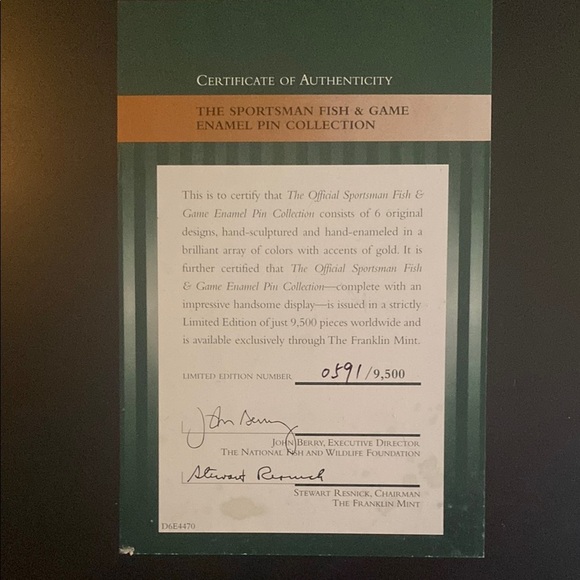 CERTIFICATE OF AUTHENTICITY
THE SPORTSMAN FISH & GAME
ENAMEL PIN COLLECTION
This is to certify that The Official Sportsman Fish &
Game Enamel Pin Collection consists of 6 original
designs, hand-sculptured and hand-enameled in a
brilliant array of colors with accents of gold. It is
further certified that The Official Sportsman Fish
& Game Enamel Pin Collection—complete with an
impressive handsome display—is issued in a strictly
Limited Edition of just 9,500 pieces worldwide and
is available exclusively through The Franklin Mint.
LIMITED EDITION NUMBER 0591/9,500
John Berry
JOHN BERRY, EXECUTIVE DIRECTOR
THE NATIONAL FISH AND WILDLIFE FOUNDATION
Stewart Resnick
STEWART RESNICK, CHAIRMAN
THE FRANKLIN MINT
D6E4470